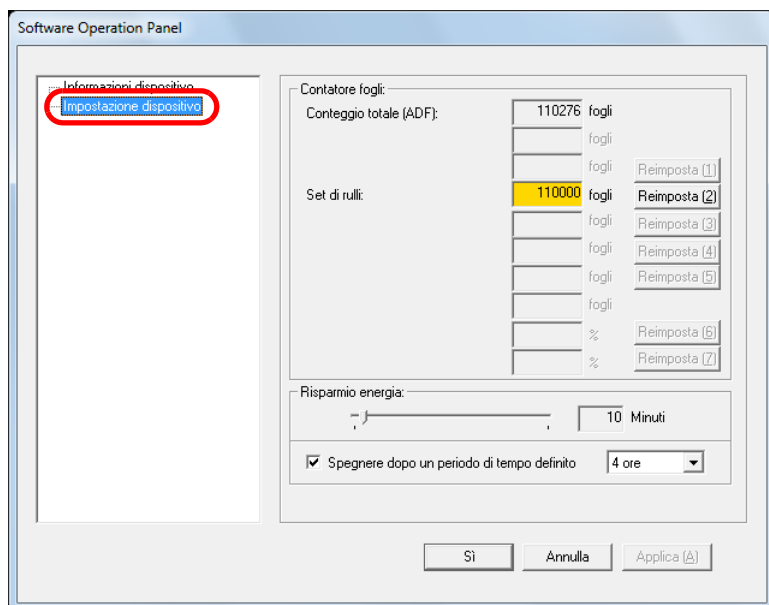 Software Operation Panel
Informazioni dispositivo
Impostazione dispositivo
Contatore fogli:
Conteggio totale (ADF): 110276 fogli
fogli
fogli Reimposta (1)
Set di rulli: 110000 fogli Reimposta (2)
fogli Reimposta (3)
fogli Reimposta (4)
fogli Reimposta (5)
fogli
% Reimposta (6)
% Reimposta (7)
Risparmio energia:
10 Minuti
Spegnere dopo un periodo di tempo definito 4 ore
Sì Annulla Applica (A)